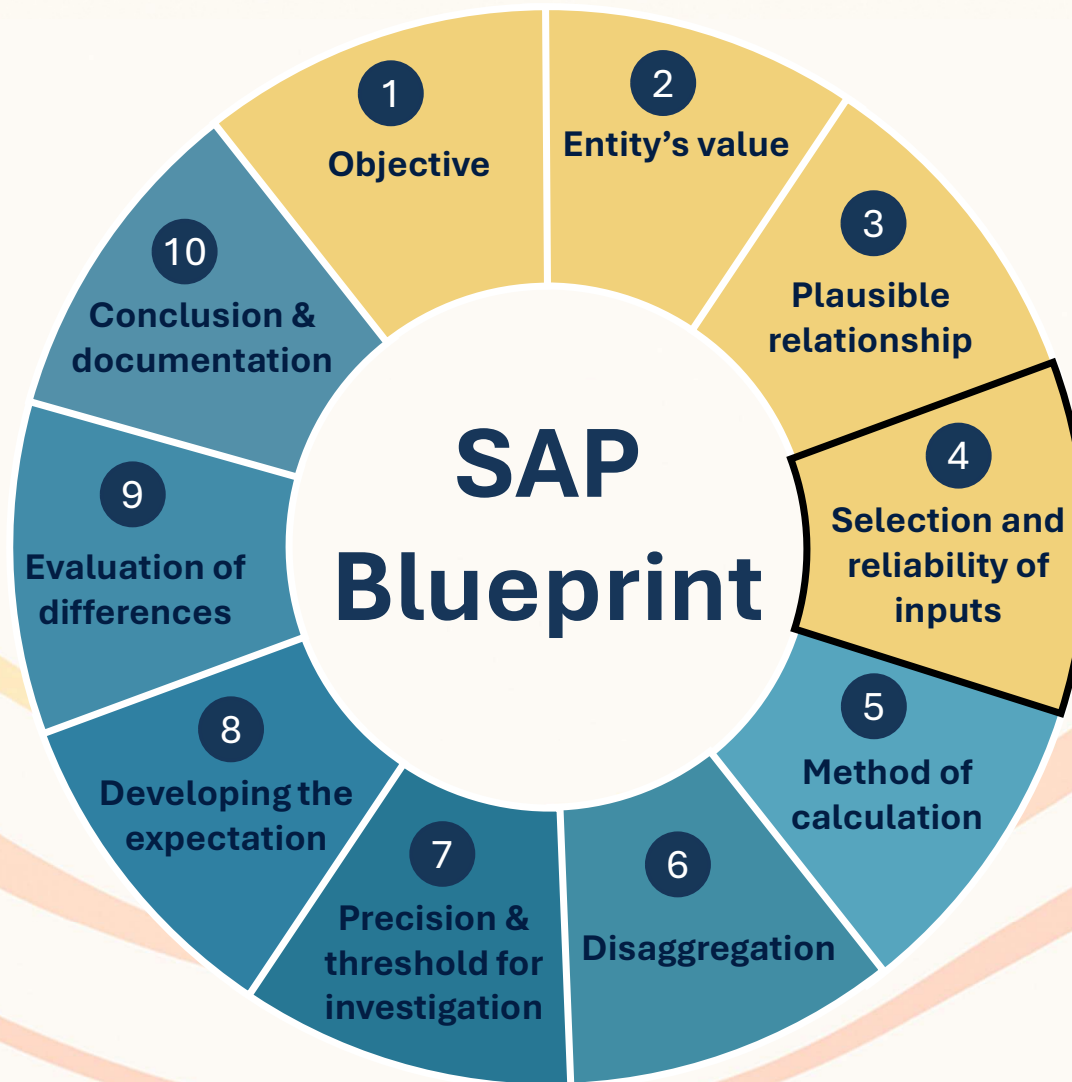 SAP
Blueprint
1
Objective
2
Entity’s value
3
Plausible
relationship
4
Selection and
reliability of
inputs
5
Method of
calculation
6
Disaggregation
7
Precision &
threshold for
investigation
8
Developing the
expectation
9
Evaluation of
differences
10
Conclusion &
documentation